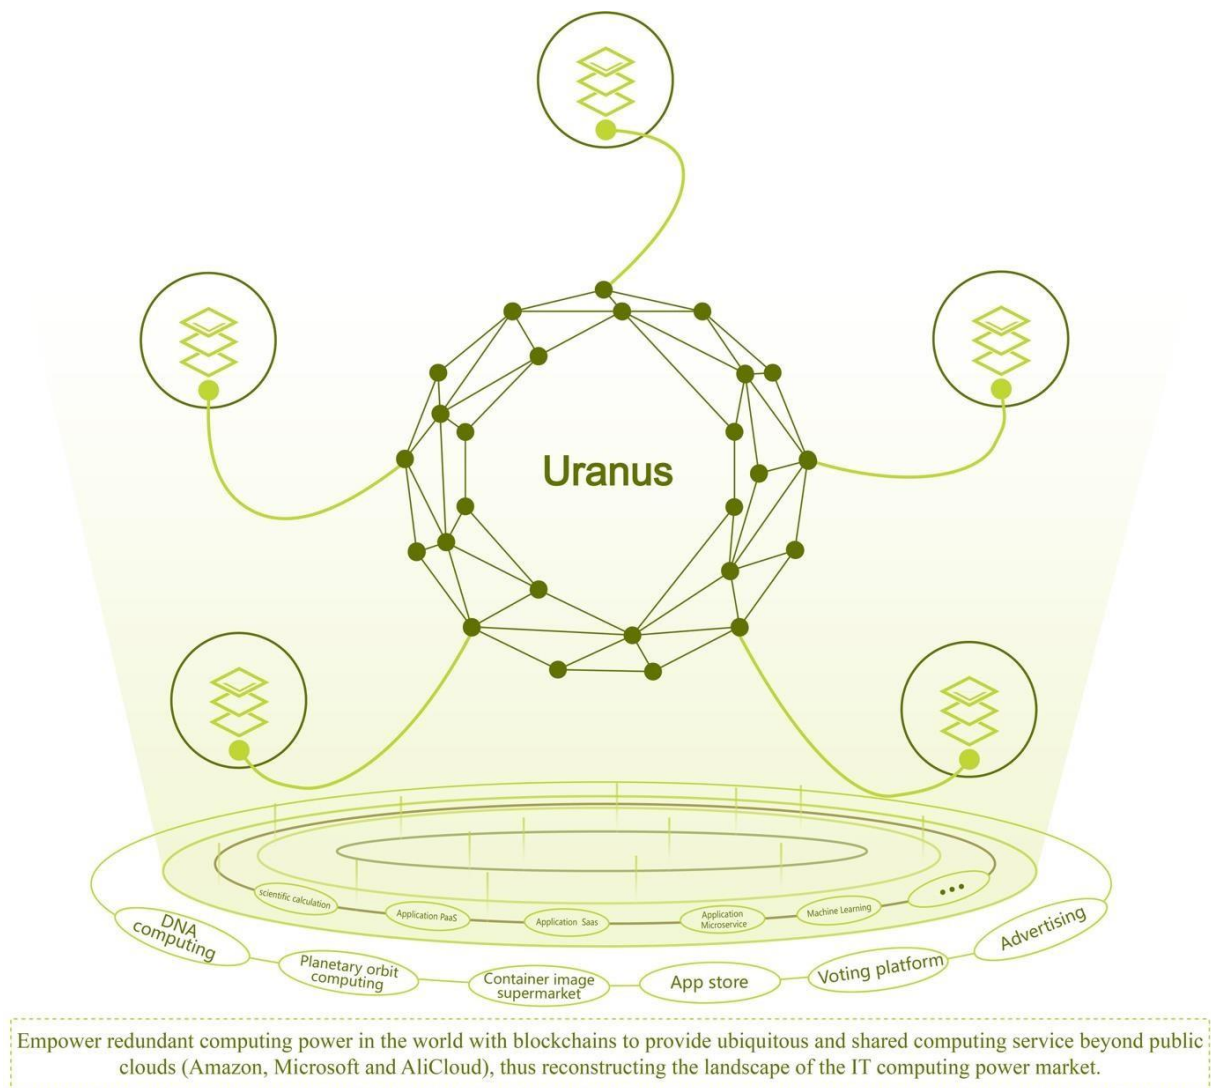 Uranus
scientific calculation
Application PaaS
Application Saas
Application
Microservice
Machine Learning
•••
DNA
computing
Planetary orbit
computing
Container image
supermarket
App store
Voting platform
Advertising
Empower redundant computing power in the world with blockchains to provide ubiquitous and shared computing service beyond public
clouds (Amazon, Microsoft and AliCloud), thus reconstructing the landscape of the IT computing power market.